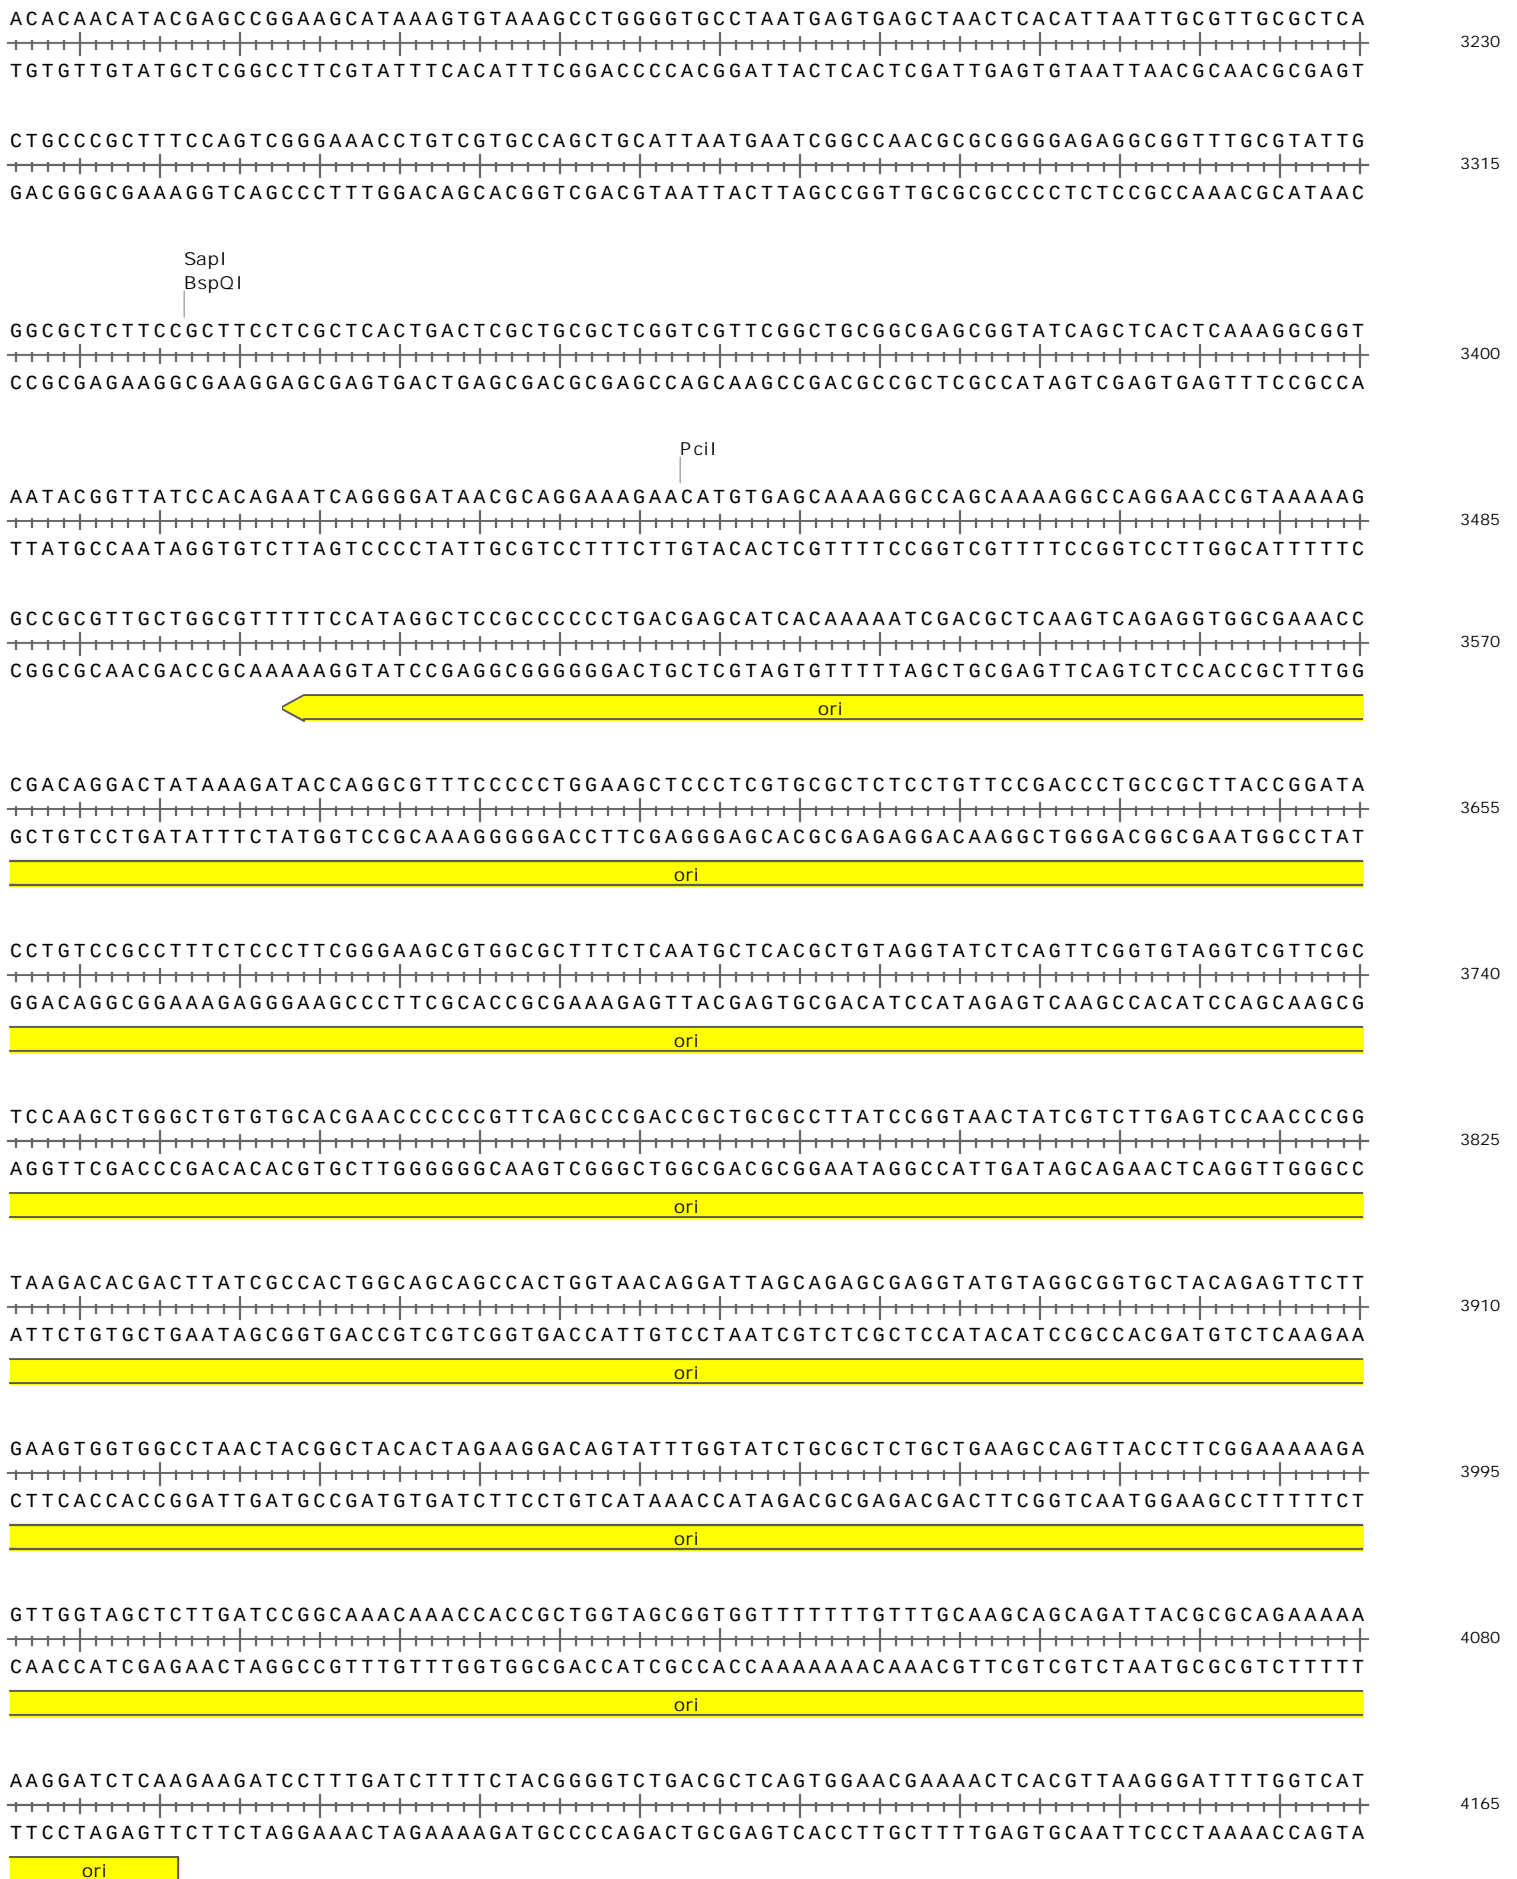 ACACAACATACGAGCCGGAAGCATAAAGTGTAAAGCCTGGGGTGCCTAATGAGTGAGCTAACTCACATTAATTGCGTTGCGCTCA
3230
TGTGTTGTATGCTCGGCCTTCGTATTTCACATTTCGGACCCCACGGATTACTCACTCGATTGAGTGTAATTAACGCAACGCGAGT
CTGCCCGCTTTCCAGTCGGGAAACCTGTCGTGCCAGCTGCATTAATGAATCGGCCAACGCGCGGGGAGAGGCGGTTTGCGTATTG
3315
GACGGGCGAAAGGTCAGCCCTTTGGACAGCACGGTCGACGTAATTACTTAGCCGGTTGCGCGCCCCTCTCCGCCAAACGCATAAC
SapI
BspQI
GGCGCTCTTCCGCTTCCTCGCTCACTGACTCGCTGCGCTCGGTCGTTCGGCTGCGGCGAGCGGTATCAGCTCACTCAAAGGCGGT
3400
CCGCGAGAAGGCGAAGGAGCGAGTGACTGAGCGACGCGAGCCAGCAAGCCGACGCCGCTCGCCATAGTCGAGTGAGTTTCCGCCA
PciI
AATACGGTTATCCACAGAATCAGGGGATAACGCAGGAAAGAACATGTGAGCAAAAGGCCAGCAAAAGGCCAGGAACCGTAAAAAG
3485
TTATGCCAATAGGTGTCTTAGTCCCCTATTGCGTCCTTTCTTGTACACTCGTTTTCCGGTCGTTTTCCGGTCCTTGGCATTTTTC
GCCGCGTTGCTGGCGTTTTTCCATAGGCTCCGCCCCCCTGACGAGCATCACAAAAATCGACGCTCAAGTCAGAGGTGGCGAAACC
3570
CGGCGCAACGACCGCAAAAAGGTATCCGAGGCGGGGGGACTGCTCGTAGTGTTTTTAGCTGCGAGTTCAGTCTCCACCGCTTTGG
ori
CGACAGGACTATAAAGATACCAGGCGTTTCCCCCTGGAAGCTCCCTCGTGCGCTCTCCTGTTCCGACCCTGCCGCTTACCGGATA
3655
GCTGTCCTGATATTTCTATGGTCCGCAAAGGGGGACCTTCGAGGGAGCACGCGAGAGGACAAGGCTGGGACGGCGAATGGCCTAT
ori
CCTGTCCGCCTTTCTCCCTTCGGGAAGCGTGGCGCTTTCTCAATGCTCACGCTGTAGGTATCTCAGTTCGGTGTAGGTCGTTCGC
3740
GGACAGGCGGAAAGAGGGAAGCCCTTCGCACCGCGAAAGAGTTACGAGTGCGACATCCATAGAGTCAAGCCACATCCAGCAAGCG
ori
TCCAAGCTGGGCTGTGTGCACGAACCCCCCGTTCAGCCCGACCGCTGCGCCTTATCCGGTAACTATCGTCTTGAGTCCAACCCGG
3825
AGGTTCGACCCGACACACGTGCTTGGGGGGCAAGTCGGGCTGGCGACGCGGAATAGGCCATTGATAGCAGAACTCAGGTTGGGCC
ori
TAAGACACGACTTATCGCCACTGGCAGCAGCCACTGGTAACAGGATTAGCAGAGCGAGGTATGTAGGCGGTGCTACAGAGTTCTT
3910
ATTCTGTGCTGAATAGCGGTGACCGTCGTCGGTGACCATTGTCCTAATCGTCTCGCTCCATACATCCGCCACGATGTCTCAAGAA
ori
GAAGTGGTGGCCTAACTACGGCTACACTAGAAGGACAGTATTTGGTATCTGCGCTCTGCTGAAGCCAGTTACCTTCGGAAAAAGA
3995
CTTCACCACCGGATTGATGCCGATGTGATCTTCCTGTCATAAACCATAGACGCGAGACGACTTCGGTCAATGGAAGCCTTTTTCT
ori
GTTGGTAGCTCTTGATCCGGCAAACAAACCACCGCTGGTAGCGGTGGTTTTTTTGTTTGCAAGCAGCAGATTACGCGCAGAAAAA
4080
CAACCATCGAGAACTAGGCCGTTTGTTTGGTGGCGACCATCGCCACCAAAAAAACAAACGTTCGTCGTCTAATGCGCGTCTTTTT
ori
AAGGATCTCAAGAAGATCCTTTGATCTTTTCTACGGGGTCTGACGCTCAGTGGAACGAAAACTCACGTTAAGGGATTTTGGTCAT
4165
TTCCTAGAGTTCTTCTAGGAAACTAGAAAAGATGCCCCAGACTGCGAGTCACCTTGCTTTTGAGTGCAATTCCCTAAAACCAGTA
ori